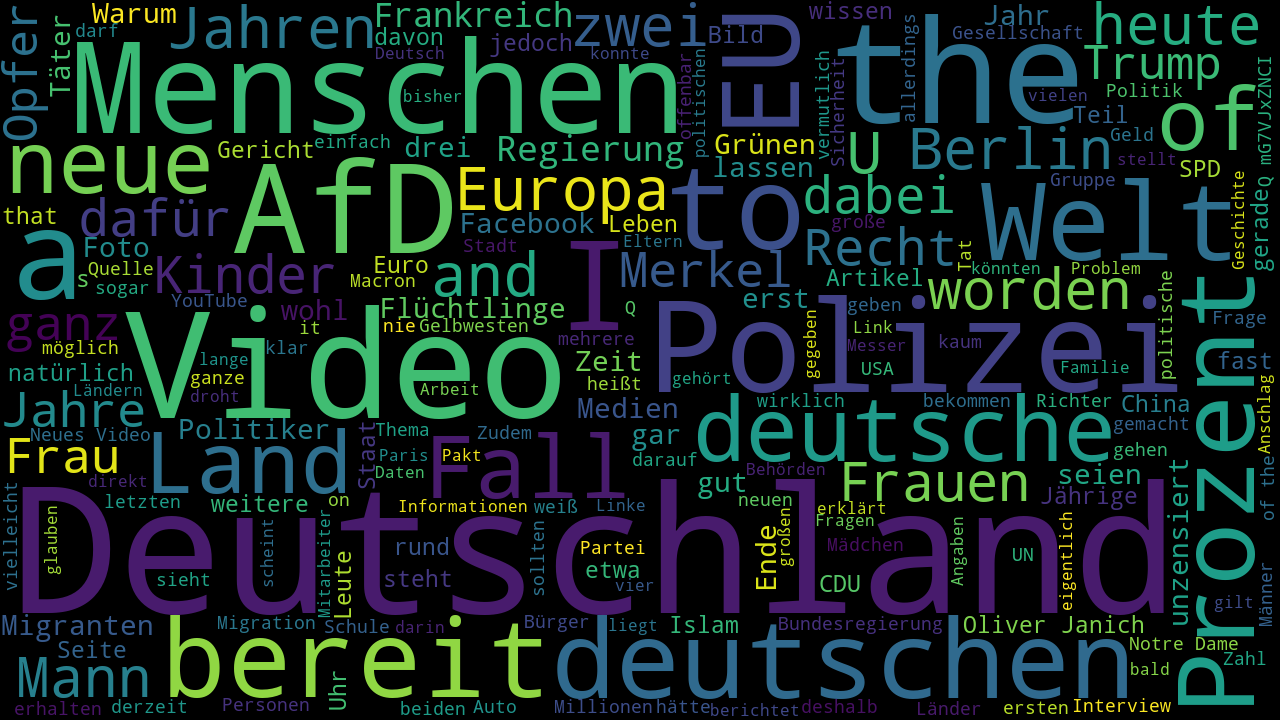 Warum
darf
Jahren
Frankreich
davon
Deutsch
jedoch
zwei
konnte
Bild
wissen
Jahr
Gesellschaft
heute
Opfer
Täter
Menschen
bisher
offenbar
politischen
EU
the
allerdings
vermutlich
Sicherheit
vielen
Trump
Politik
Teil
of
Q mG7VJxZNCI
neue
Gericht
einfach
drei
Regierung
Grünen
lassen
U
Berlin
Geld
stellt
SPD
Gruppe
that
dafür
AfD
Europa
Facebook
Leben
to
dabei
große
Welt
Geschichte
gerade
a
Foto
s
Quelle
sogar
Kinder
YouTube
Stadt
Eltern
Euro
Macron
and
I
Merkel
Recht
Tat
könnten
Problem
Artikel
erst
worden
ganz
wohl
Flüchtlinge
Q
it
nie
Gelbwesten
mehrere
Polizei
geben
gegeben
Link
Messer
kaum
politische
Prozent
Frage
möglich
Video
lange
klar
natürlich
ganze
Ländern
droht
Arbeit
Zeit
heißt
gehört
USA
Familie
fast
Jahre
Politiker
Medien
wirklich
bekommen
Richter
China
gemacht
Anschlag
Neues Video
Land
Staat
Thema
Paris
Daten
Zudem
Pakt
Fall
gar
darauf
deutsche
gehen
Frau
direkt
Behörden
Frauen
seien
letzten
weitere
on
Informationen
weiß
Linke
gut
neuen
erklärt
Jährige
of the
vielleicht
glauben
Deutschland
sieht
scheint
Mitarbeiter
Leute
rund
steht
sollten
Partei
etwa
vier
Ende
großen
Fragen
Mädchen
CDU
Angaben
UN
eigentlich
unzensiert
gilt
Männer
Migranten
Migration
Schule
darin
Bürger
liegt
Islam
Bundesregierung
Oliver Janich
Notre Dame
Seite
bereit
deutschen
bald
Zahl
Mann
Uhr
erhalten
derzeit
Personen
beiden
Auto
Millionen
hätte
berichtet
deshalb
Länder
ersten
Interview